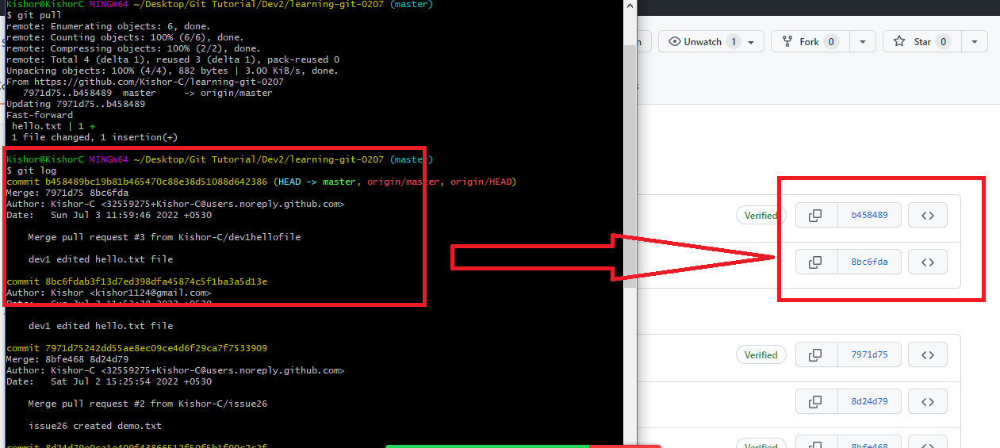 Kishor@KishorC MINGW64 ~/Desktop/Git Tutorial/Dev2/learning-git-0207 (master)
$ git pull
remote: Enumerating objects: 6, done.
remote: Counting objects: 100% (6/6), done.
remote: Compressing objects: 100% (2/2), done.
remote: Total 4 (delta 1), reused 3 (delta 1), pack-reused 0
Unpacking objects: 100% (4/4), 882 bytes | 3.00 KiB/s, done.
From https://github.com/Kishor-C/learning-git-0207
7971d75..b458489 master -> origin/master
Updating 7971d75..b458489
Fast-forward
hello.txt | 1 +
1 file changed, 1 insertion(+)
Kishor@KishorC MINGW64 ~/Desktop/Git Tutorial/Dev2/learning-git-0207 (master)
$ git log
commit b458489bc19b81b465470c88e38d51088d642386 (HEAD -> master, origin/master, origin/HEAD)
Merge: 7971d75 8bc6fda
Author: Kishor-C <32559275+Kishor-C@users.noreply.github.com>
Date: Sun Jul 3 11:59:46 2022 +0530
Merge pull request #3 from Kishor-C/dev1hellofile
dev1 edited hello.txt file
commit 8bc6fdab3f13d7ed398dfa45874c5f1ba3a5d13e
Author: Kishor <kishor1124@gmail.com>
dev1 edited hello.txt file
commit 7971d75242dd55ae8ec09ce4d6f29ca7f7533909
Merge: 8bfe468 8d24d79
Author: Kishor-C <32559275+Kishor-C@users.noreply.github.com>
Date: Sat Jul 2 15:25:54 2022 +0530
Merge pull request #2 from Kishor-C/issue26
issue26 created demo.txt
Unwatch 1
Fork 0
Star 0
Verified b458489 <>
8bc6fda <>
Verified 7971d75 <>
8d24d79 <>
Verified 8bfe468 <>